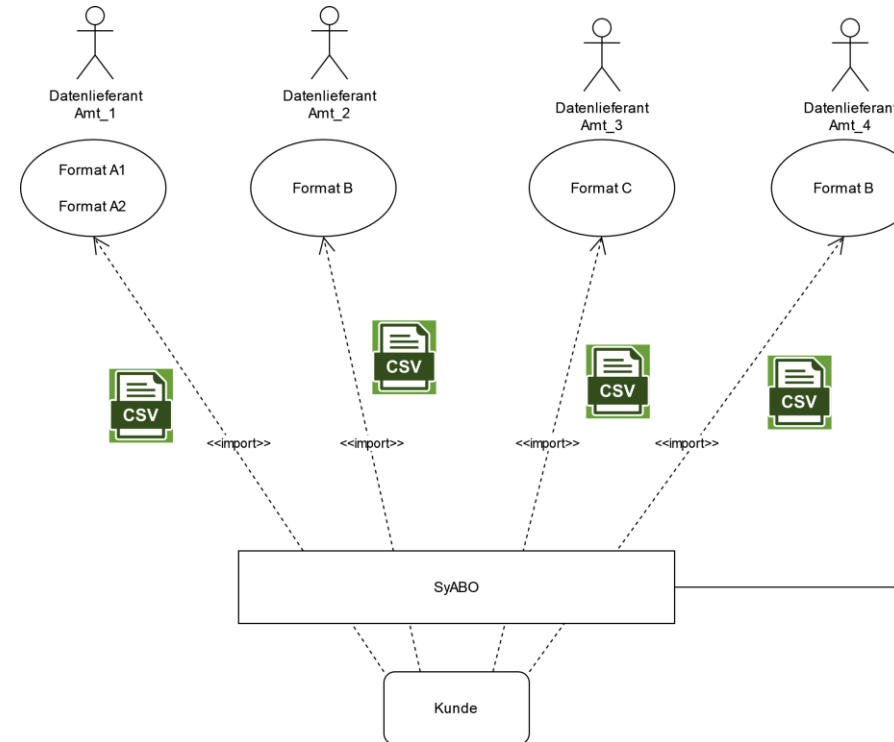 Datenlieferant
Amt_1
Datenlieferant
Amt_2
Datenlieferant
Amt_3
Datenlieferant
Amt_4
Format A1
Format A2
Format B
Format C
Format B
CSV
CSV
CSV
CSV
<<import>>
<<import>>
<<import>>
<<import>>
SyABO
Kunde